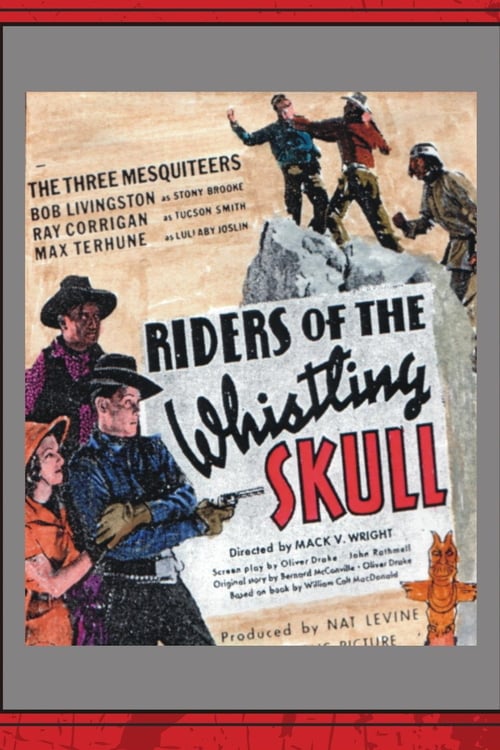 THE THREE MESQUITEERS
BOB LIVINGSTON as STONY BROOKE
RAY CORRIGAN as TUCSON SMITH
MAX TERHUNE as LULLABY JOSLIN
RIDERS OF THE
Whistling
SKULL
Directed by MACK V. WRIGHT
Screen play by Oliver Drake · John Rathmell
Original story by Bernard McConville · Oliver Drake
Based on book by William Colt MacDonald
Produced by NAT LEVINE
PICTURE